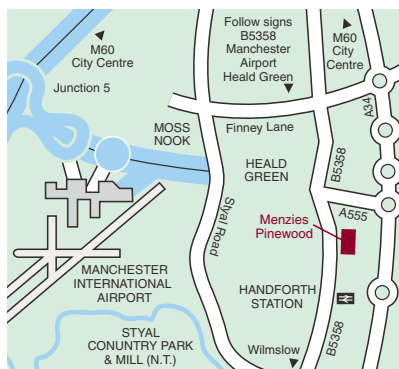 M60
City Centre
Junction 5
Follow signs
B5358
Manchester
Airport
Heald Green
M60
City
Centre
A34
MOSS
NOOK
Finney Lane
HEALD
GREEN
B5358
Styal Road
A555
Menzies
Pinewood
MANCHESTER
INTERNATIONAL
AIRPORT
HANDFORTH
STATION
STYAL
CONUNTRY PARK
& MILL (N.T.)
Wilmslow
B5358